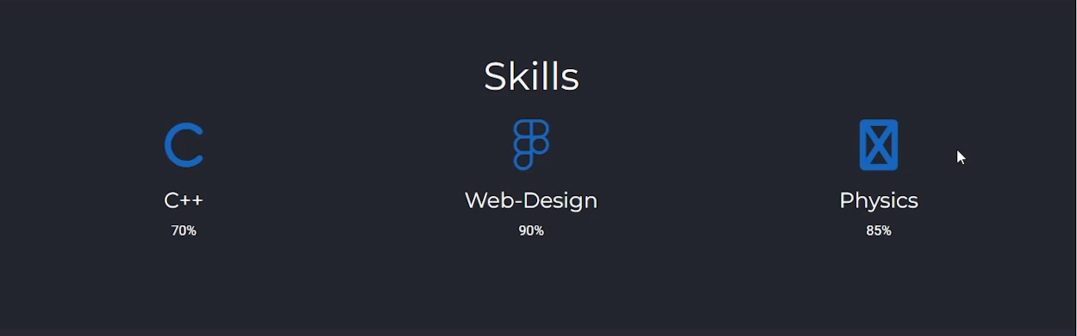 Skills
C++
Web-Design
Physics
70%
90%
85%